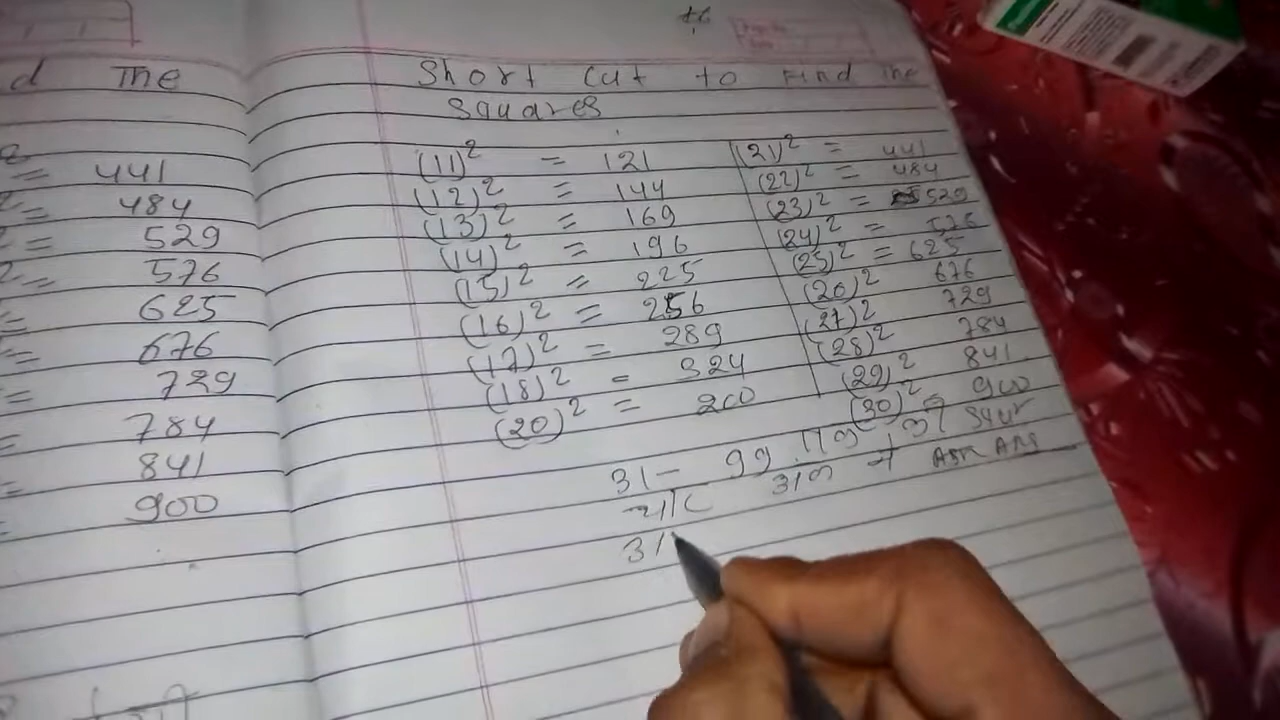 d The
= 441
= 484
= 529
= 576
= 625
= 676
= 729
= 784
= 841
= 900
Short Cut to Find The
Squares
(11)² = 121
(12)² = 144
(13)² = 169
(14)² = 196
(15)² = 225
(16)² = 256
(17)² = 289
(18)² = 324
(20)² = 200
(21)² = 441
(22)² = 484
(23)² = 529
(24)² = 576
(25)² = 625
(20)² 676
(27)² 729
(28)² 784
(29)² 841
(30)² 900
31 - 99
31